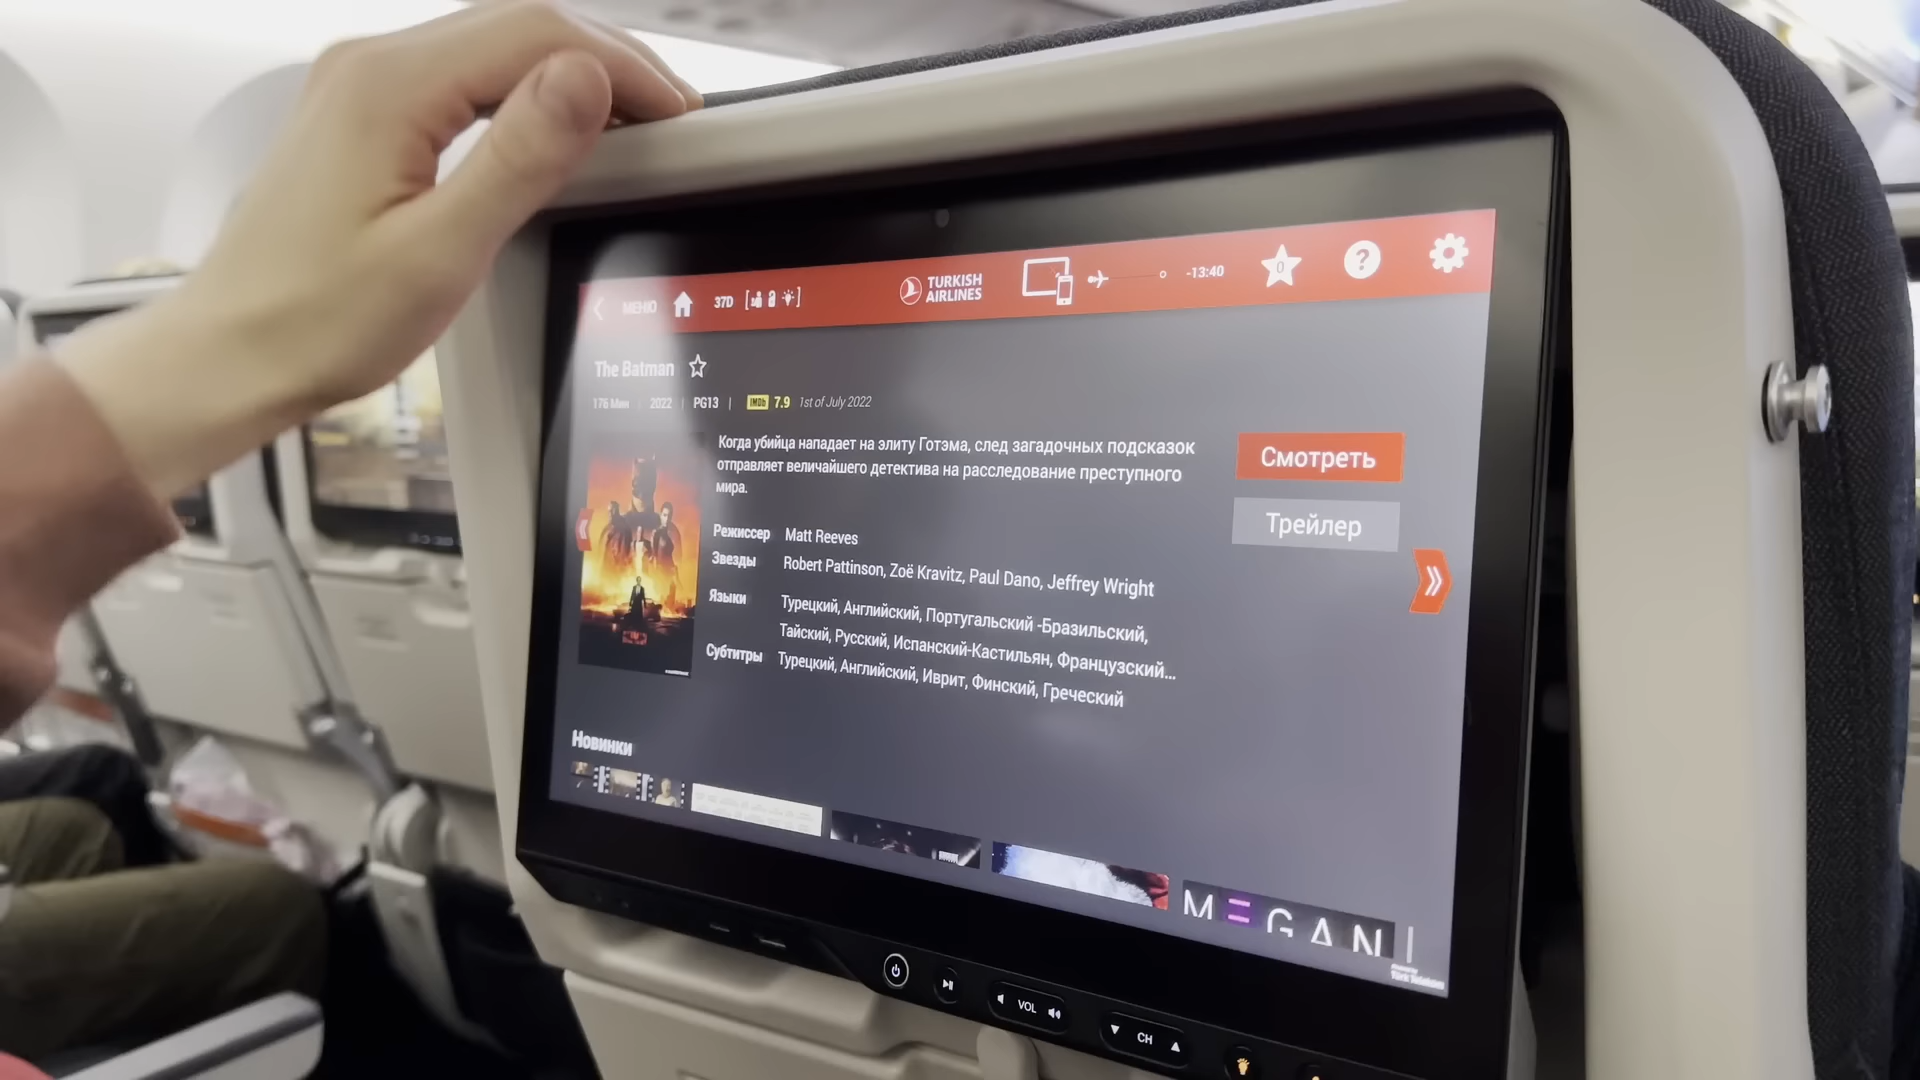 МЕНЮ
37D
TURKISH
AIRLINES
-13:40
0
?
The Batman
176 Мин | 2022 | PG13 | IMDb 7.9 1st of July 2022
Когда убийца нападает на элиту Готэма, след загадочных подсказок
отправляет величайшего детектива на расследование преступного
мира.
Смотреть
Трейлер
Режиссер Matt Reeves
Звезды Robert Pattinson, Zoë Kravitz, Paul Dano, Jeffrey Wright
Языки Турецкий, Английский, Португальский -Бразильский,
Тайский, Русский, Испанский-Кастильян, Французский...
Субтитры Турецкий, Английский, Иврит, Финский, Греческий
Новинки
M Ξ G A N
Türk Telekom
VOL
CH